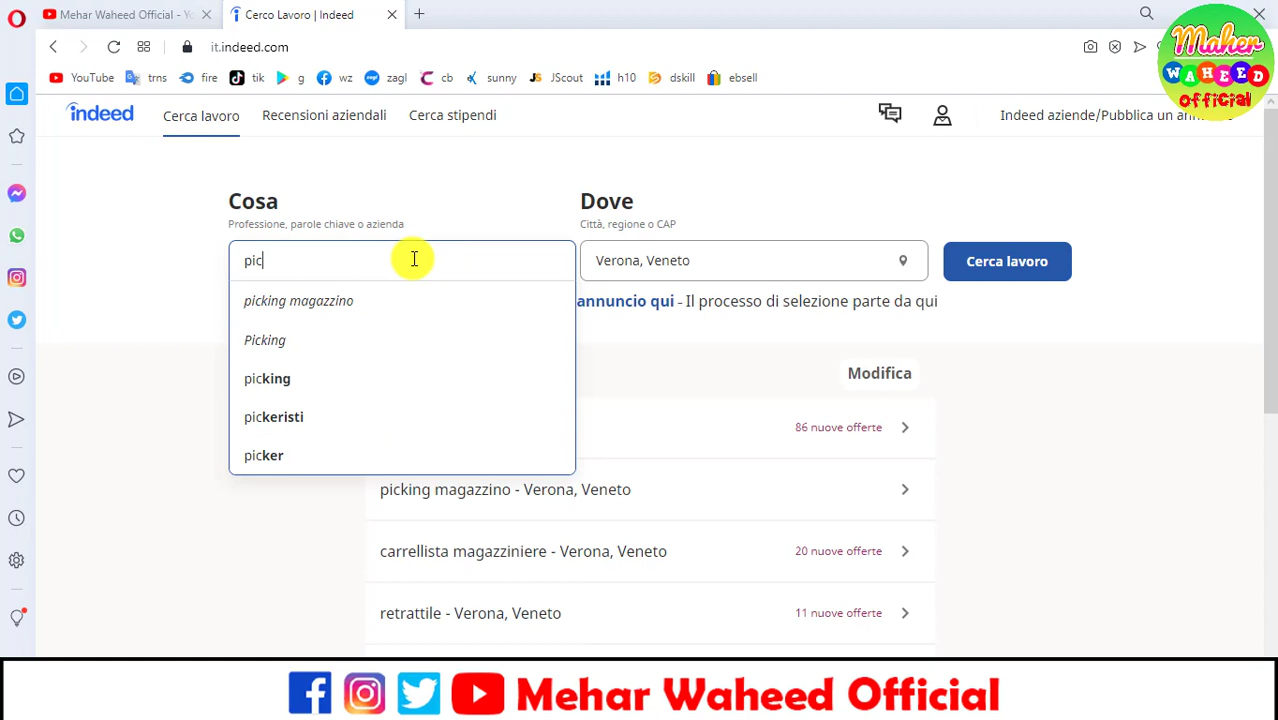 Mehar Waheed Official - Yo
Cerco Lavoro | Indeed
it.indeed.com
YouTube trns fire tik g wz zagl cb sunny JScout h10 dskill ebsell
Maher
WAHEED
official
indeed
Cerca lavoro
Recensioni aziendali
Cerca stipendi
Indeed aziende/Pubblica un ann
Cosa
Professione, parole chiave o azienda
Dove
Città, regione o CAP
pic
Verona, Veneto
Cerca lavoro
picking magazzino
annuncio qui - Il processo di selezione parte da qui
Picking
picking
Modifica
pickeristi
86 nuove offerte
picker
picking magazzino - Verona, Veneto
carrellista magazziniere - Verona, Veneto
20 nuove offerte
retrattile - Verona, Veneto
11 nuove offerte
Mehar Waheed Official